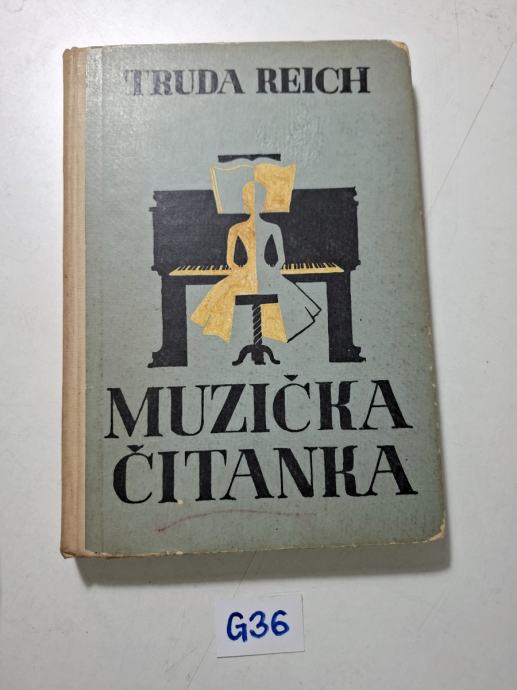 TRUDA REICH
MUZIČKA
ČITANKA
G36